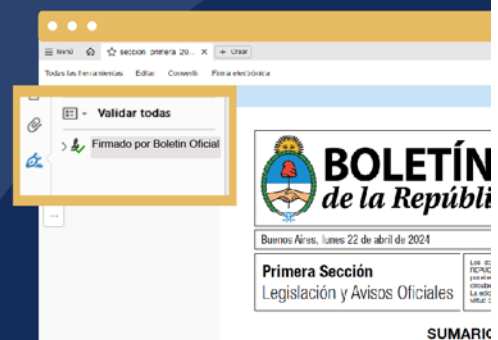 Menú
sección primera 20...
+ Crear
Todas las herramientas Editar Convertir Firma electrónica
Validar todas
Firmado por Boletin Oficial
BOLETÍN
de la Repúbli
Buenos Aires, lunes 22 de abril de 2024
Primera Sección
Legislación y Avisos Oficiales
SUMARIO